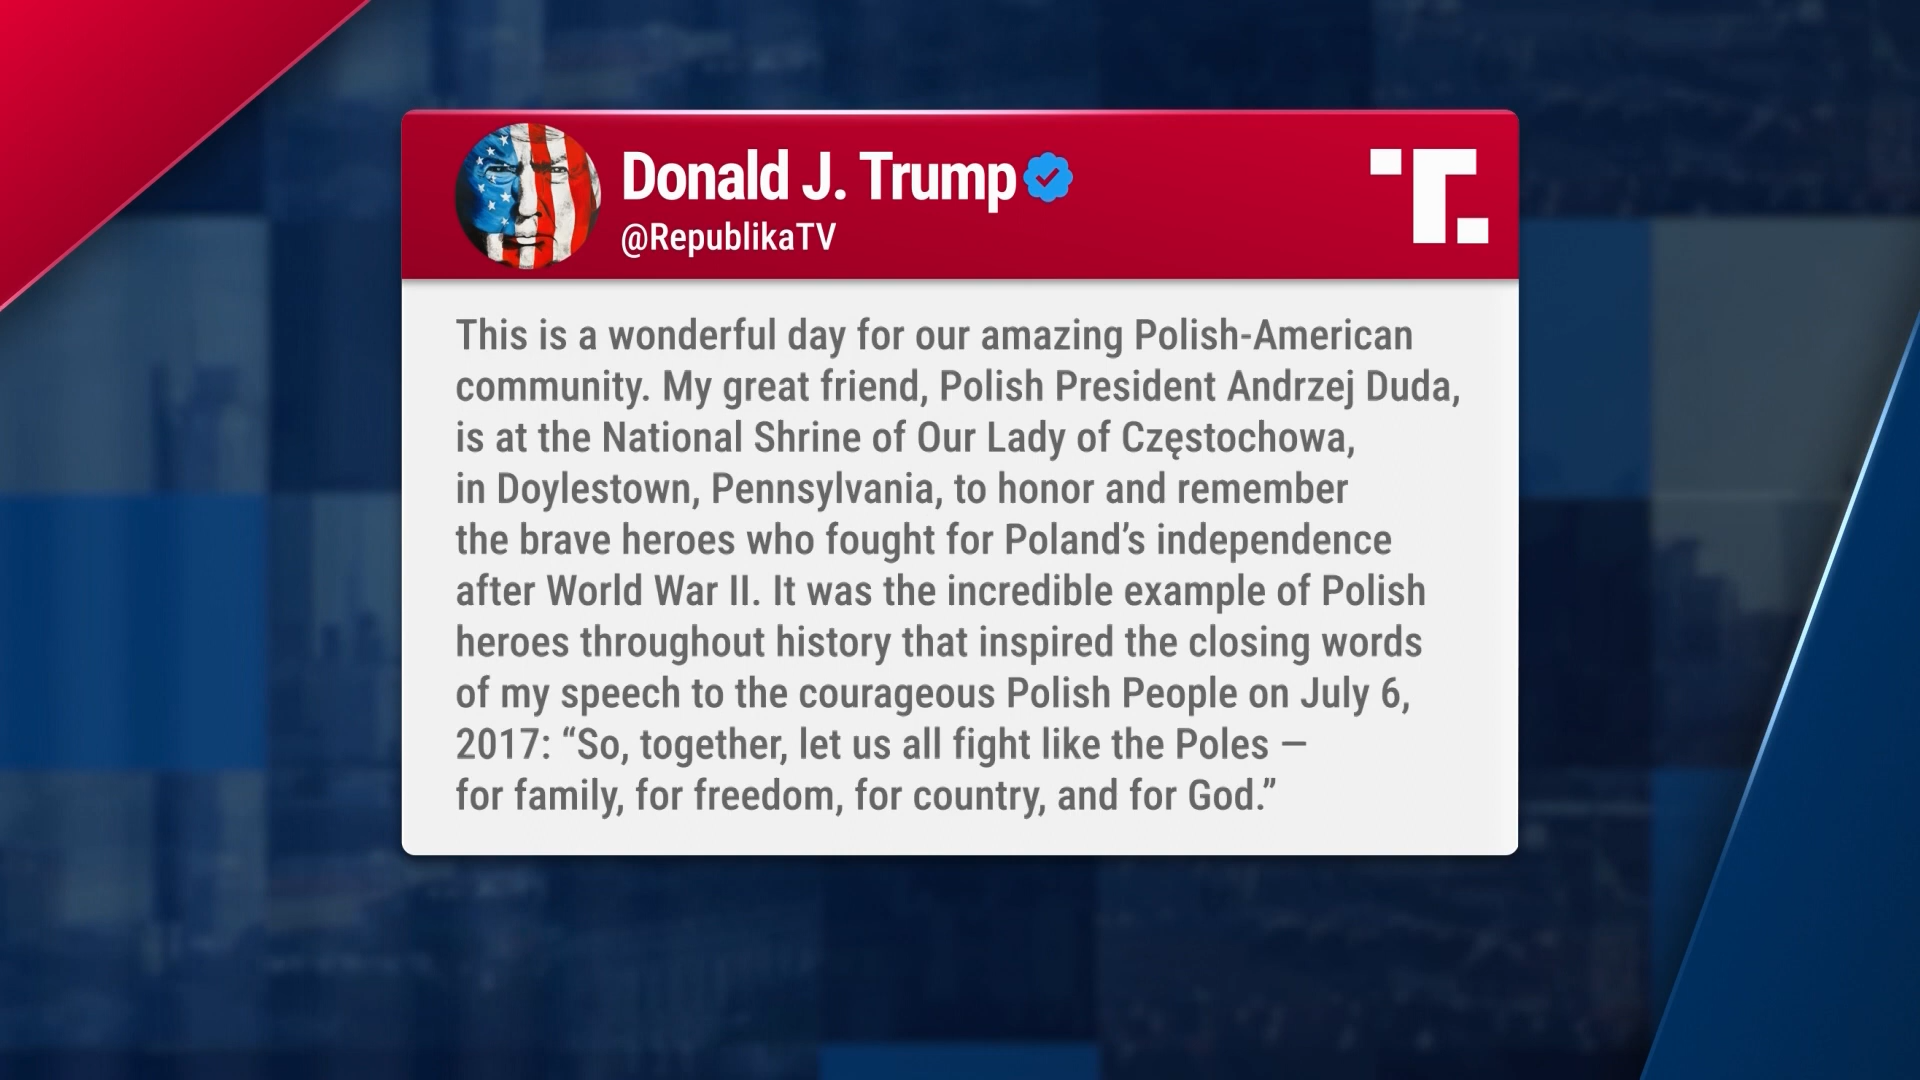 Donald J. Trump
@RepublikaTV
T.
This is a wonderful day for our amazing Polish-American
community. My great friend, Polish President Andrzej Duda,
is at the National Shrine of Our Lady of Częstochowa,
in Doylestown, Pennsylvania, to honor and remember
the brave heroes who fought for Poland’s independence
after World War II. It was the incredible example of Polish
heroes throughout history that inspired the closing words
of my speech to the courageous Polish People on July 6,
2017: “So, together, let us all fight like the Poles —
for family, for freedom, for country, and for God.”